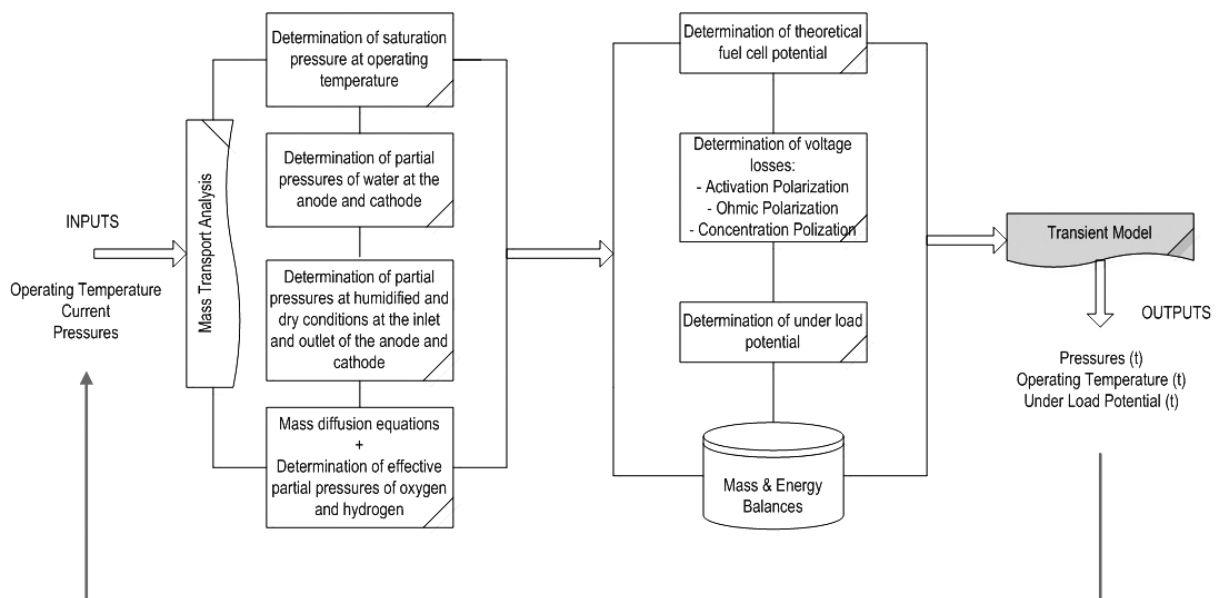 INPUTS
Operating Temperature
Current
Pressures
Mass Transport Analysis
Determination of saturation
pressure at operating
temperature
Determination of partial
pressures of water at the
anode and cathode
Determination of partial
pressures at humidified and
dry conditions at the inlet
and outlet of the anode and
cathode
Mass diffusion equations
+
Determination of effective
partial pressures of oxygen
and hydrogen
Determination of theoretical
fuel cell potential
Determination of voltage
losses:
- Activation Polarization
- Ohmic Polarization
- Concentration Polization
Determination of under load
potential
Mass & Energy
Balances
Transient Model
OUTPUTS
Pressures (t)
Operating Temperature (t)
Under Load Potential (t)